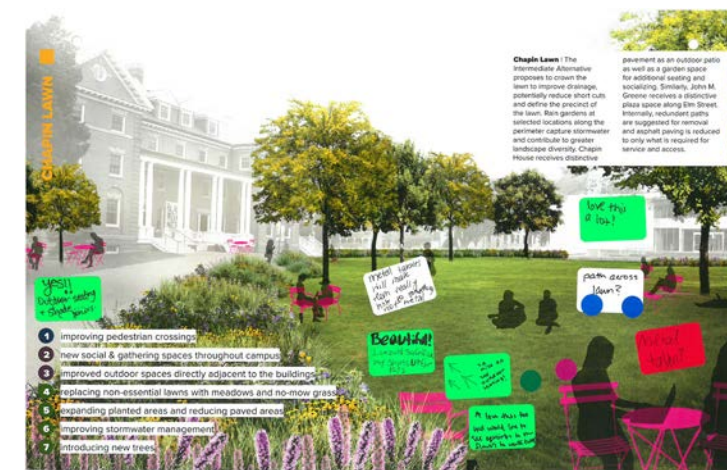 CHAPIN LAWN
Chapin Lawn | The
Intermediate Alternative
proposes to crown the
lawn to improve drainage,
potentially reduce short cuts
and define the precinct of
the lawn. Rain gardens at
selected locations along the
perimeter capture stormwater
and contribute to greater
landscape diversity. Chapin
House receives distinctive
pavement as an outdoor patio
as well as a garden space
for additional seating and
socializing. Similarly, John M.
Greene receives a distinctive
plaza space along Elm Street.
Internally, redundant paths
are suggested for removal
and asphalt paving is reduced
to only what is required for
service and access.
love this
a lot!
path across
lawn?
metal
town?
yes!!
Outdoor seating
+ shade
metal
Beautiful!
A love this too
1 improving pedestrian crossings
2 new social & gathering spaces throughout campus
3 improved outdoor spaces directly adjacent to the buildings
4 replacing non-essential lawns with meadows and no-mow grass
5 expanding planted areas and reducing paved areas
6 improving stormwater management
7 introducing new trees